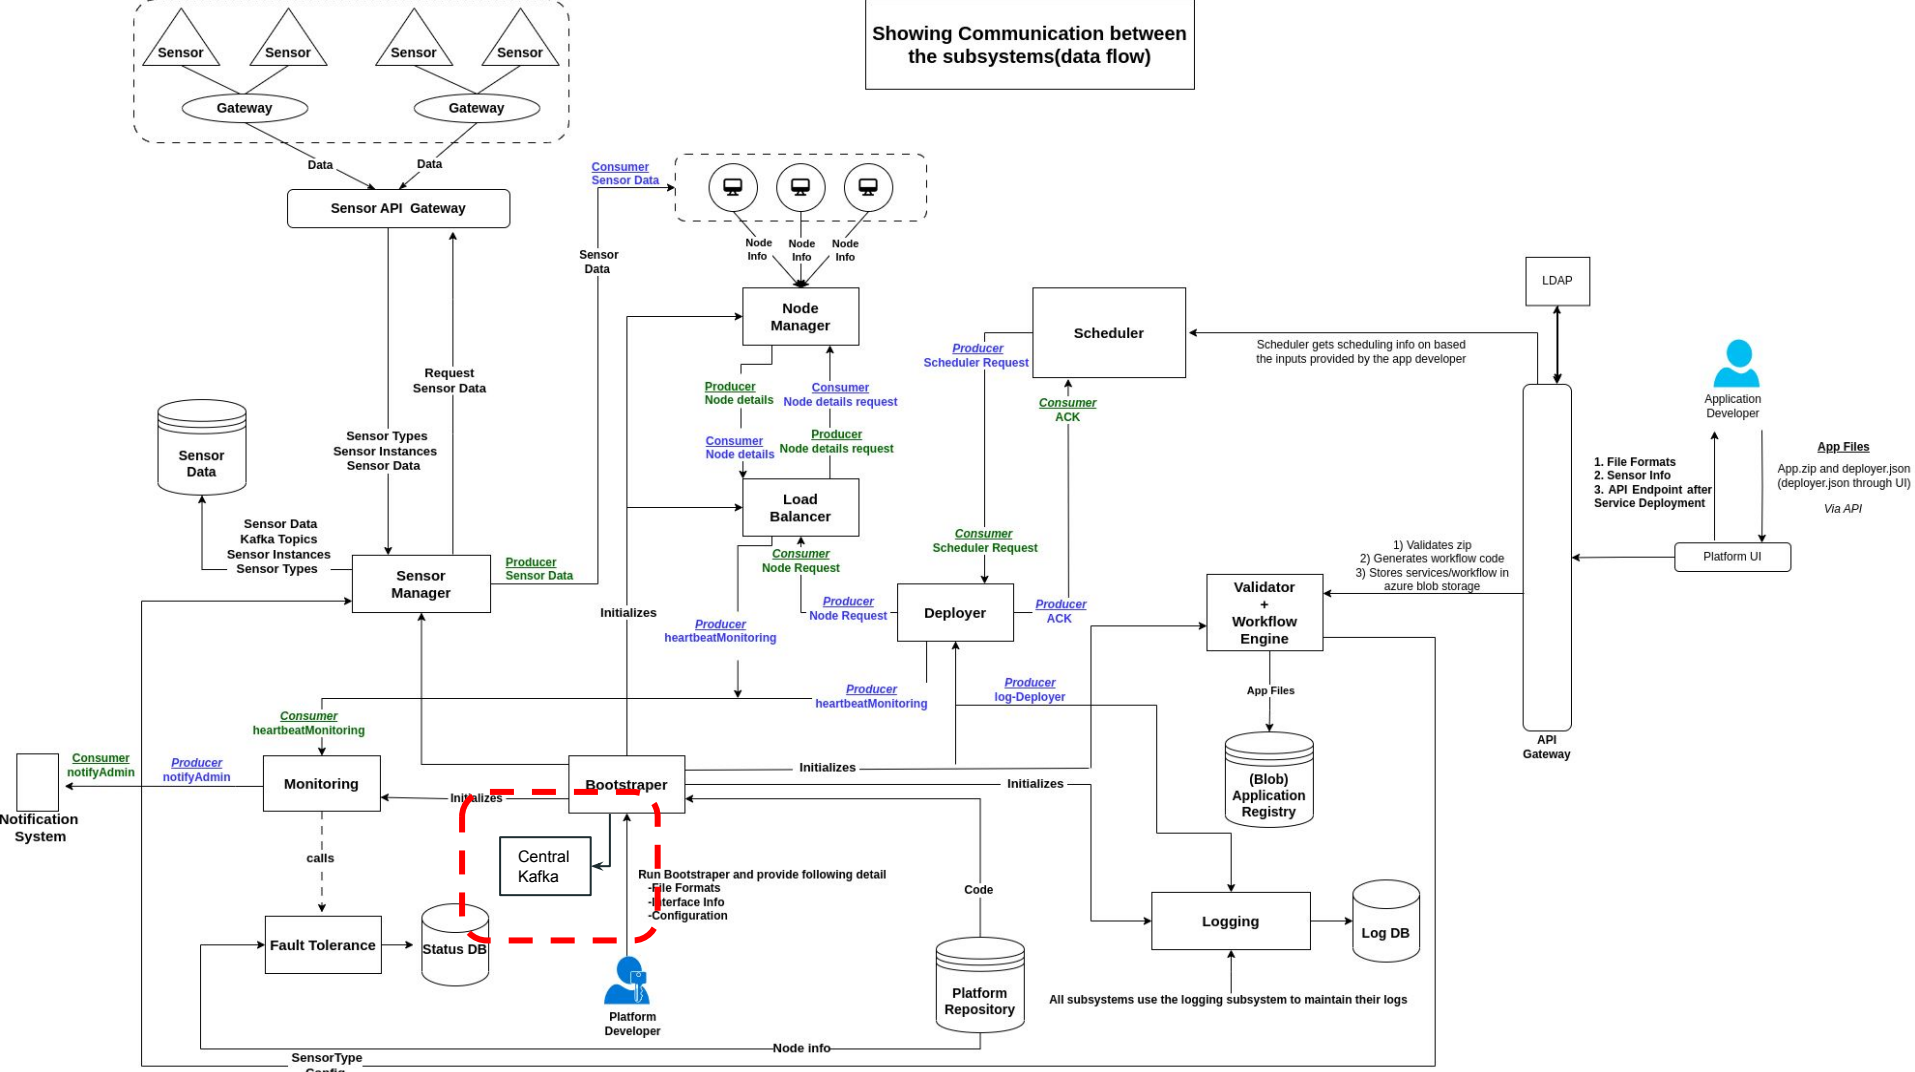 Showing Communication between
the subsystems(data flow)
Sensor
Sensor
Sensor
Sensor
Gateway
Gateway
Data
Data
Sensor API  Gateway
Consumer
Sensor Data
Sensor
Data
Node
Info
Node
Info
Node
Info
Node
Manager
Scheduler
LDAP
Scheduler gets scheduling info on based
the inputs provided by the app developer
Producer
Scheduler Request
Request
Sensor Data
Producer
Node details
Consumer
Node details request
Consumer
ACK
Application
Developer
Sensor Types
Sensor Instances
Sensor Data
Consumer
Node details
Producer
Node details request
App Files
App.zip and deployer.json
(deployer.json through UI)
Via API
1. File Formats
2. Sensor Info
3. API Endpoint after
Service Deployment
Sensor
Data
Load
Balancer
Sensor Data
Kafka Topics
Sensor Instances
Sensor Types
Consumer
Scheduler Request
1) Validates zip
2) Generates workflow code
3) Stores services/workflow in
azure blob storage
Platform UI
Sensor
Manager
Producer
Sensor Data
Consumer
Node Request
Validator
+
Workflow
Engine
Initializes
Producer
Node Request
Deployer
Producer
ACK
Producer
heartbeatMonitoring
Producer
heartbeatMonitoring
Producer
log-Deployer
App Files
Consumer
heartbeatMonitoring
API
Gateway
Consumer
notifyAdmin
Producer
notifyAdmin
Monitoring
Bootstraper
Initializes
Initializes
Initializes
(Blob)
Application
Registry
Notification
System
calls
Central
Kafka
Run Bootstraper and provide following detail
-File Formats
-Interface Info
-Configuration
Code
Logging
Log DB
Fault Tolerance
Status DB
Platform
Repository
All subsystems use the logging subsystem to maintain their logs
Platform
Developer
Node info
SensorType
Config